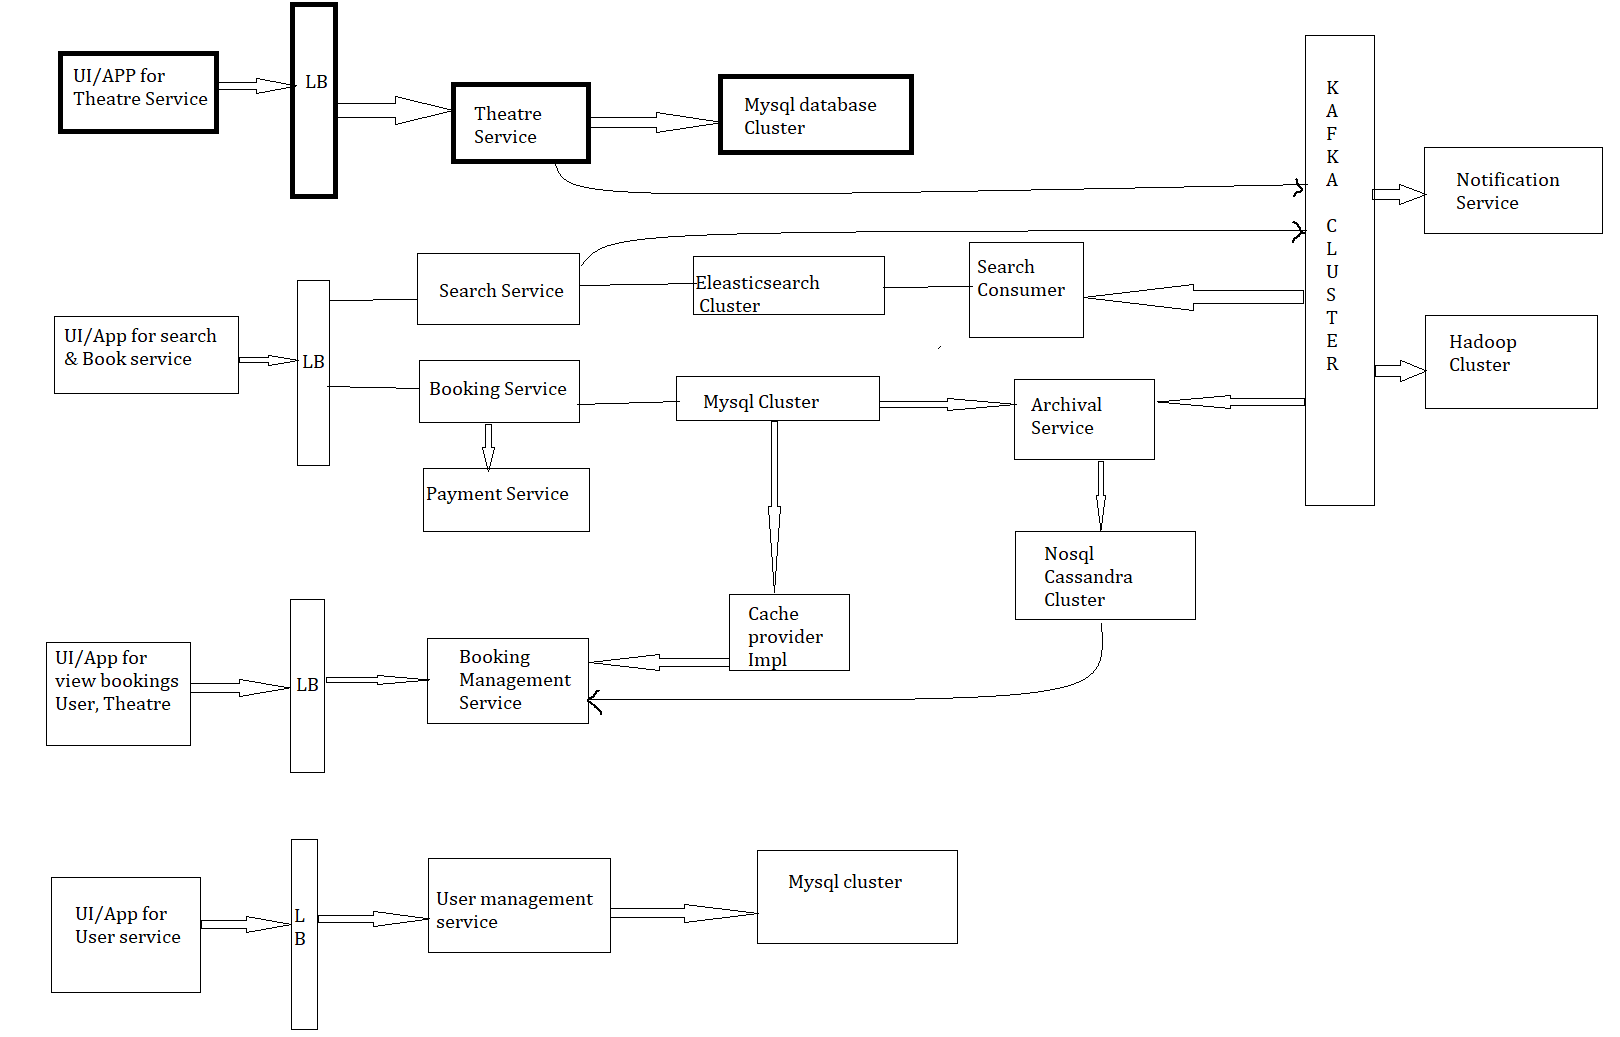 UI/APP for
Theatre Service
LB
Theatre
Service
Mysql database
Cluster
K
A
F
K
A
C
L
U
S
T
E
R
Notification
Service
Search Service
Eleasticsearch
Cluster
Search
Consumer
UI/App for search
& Book service
LB
Booking Service
Mysql Cluster
Archival
Service
Hadoop
Cluster
Payment Service
Nosql
Cassandra
Cluster
Cache
provider
Impl
UI/App for
view bookings
User, Theatre
LB
Booking
Management
Service
UI/App for
User service
L
B
User management
service
Mysql cluster